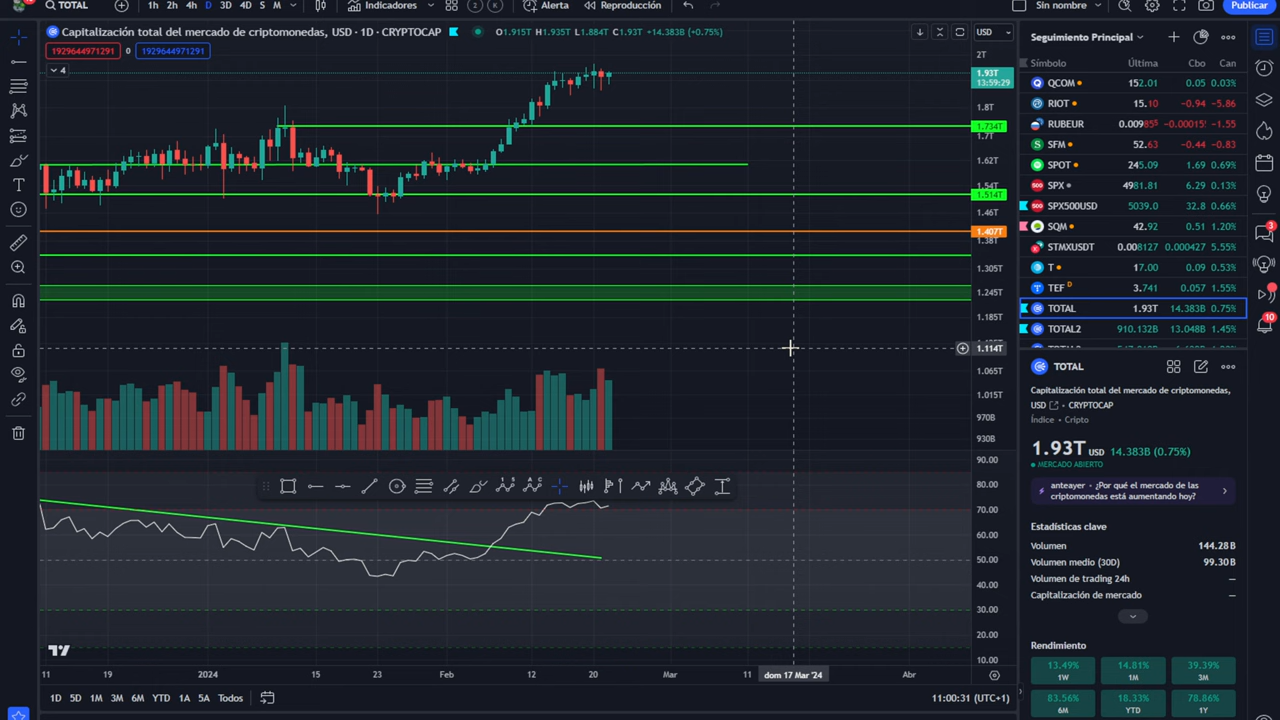 TOTAL
1h 2h 4h D 3D 4D S M
Indicadores
Alerta
Reproducción
Sin nombre
Publicar
Capitalización total del mercado de criptomonedas, USD · 1D · CRYPTOCAP
O1.915T H1.935T L1.884T C1.93T +14.383B (+0.75%)
USD
1929644971291 0 1929644971291
4
2T
1.93T
13:59:29
1.8T
1.734T
1.7T
1.62T
1.54T
1.514T
1.46T
1.407T
1.38T
1.305T
1.245T
1.185T
1.114T
1.065T
1.015T
970B
930B
90.00
80.00
70.00
60.00
50.00
40.00
30.00
20.00
10.00
11 19 2024 15 23 Feb 12 20 Mar 11 dom 17 Mar '24 Abr
1D 5D 1M 3M 6M YTD 1A 5A Todos
11:00:31 (UTC+1)
Seguimiento Principal
Símbolo Última Cbo Can
QCOM 152.01 0.05 0.03%
RIOT 15.10 -0.94 -5.86
RUBEUR 0.00985⁵ -0.00015⁵ -1.55
SFM 52.63 -0.44 -0.83
SPOT 245.09 1.69 0.69%
SPX 4981.81 6.29 0.13%
SPX500USD 5039.0 32.8 0.66%
SQM 42.92 0.51 1.20%
STMXUSDT 0.008127 0.000427 5.55%
T 17.00 0.09 0.53%
TEF D 3.741 0.057 1.55%
TOTAL 1.93T 14.383B 0.75%
TOTAL2 910.132B 13.048B 1.45%
TOTAL
Capitalización total del mercado de criptomonedas,
USD CRYPTOCAP
Índice · Cripto
1.93T USD 14.383B (0.75%)
MERCADO ABIERTO
anteayer · ¿Por qué el mercado de las
criptomonedas está aumentando hoy?
Estadísticas clave
Volumen 144.28B
Volumen medio (30D) 99.30B
Volumen de trading 24h —
Capitalización de mercado —
Rendimiento
13.49% 14.81% 39.39%
1W 1M 3M
83.56% 18.33% 78.86%
6M YTD 1Y
3
10